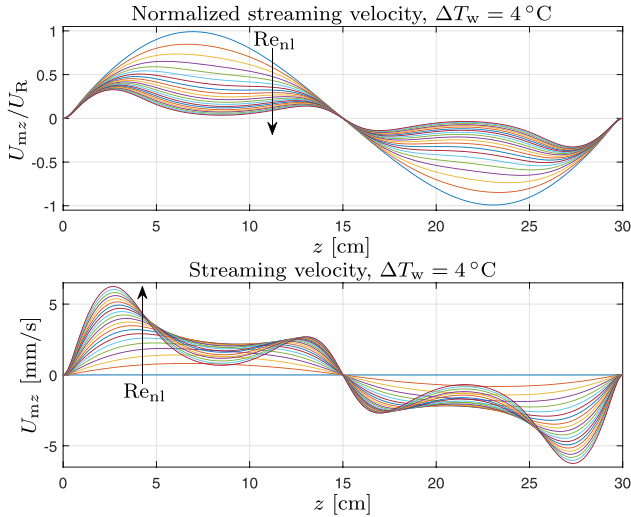 Normalized streaming velocity, ΔT_w = 4 °C
U_mz/U_R
1
0.5
0
-0.5
-1
Re_nl
0 5 10 15 20 25 30
z [cm]
Streaming velocity, ΔT_w = 4 °C
U_mz [mm/s]
5
0
-5
Re_nl
0 5 10 15 20 25 30
z [cm]